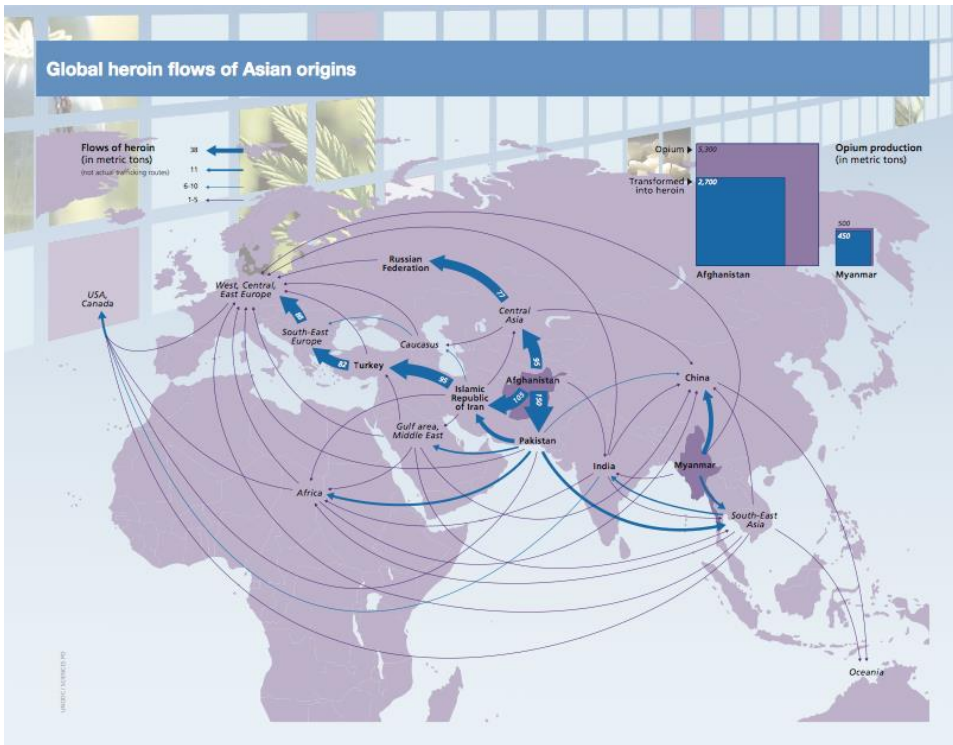 Global heroin flows of Asian origins
Flows of heroin
(in metric tons)
(not actual trafficking routes)
38
11
6-10
1-5
Opium
5,300
Transformed
into heroin
2,700
Afghanistan
Opium production
(in metric tons)
500
450
Myanmar
USA,
Canada
West, Central,
East Europe
Russian
Federation
77
88
South-East
Europe
82
Turkey
Caucasus
Central
Asia
95
95
Islamic
Republic
of Iran
Afghanistan
105
150
Gulf area,
Middle East
Pakistan
China
India
Myanmar
Africa
South-East
Asia
Oceania